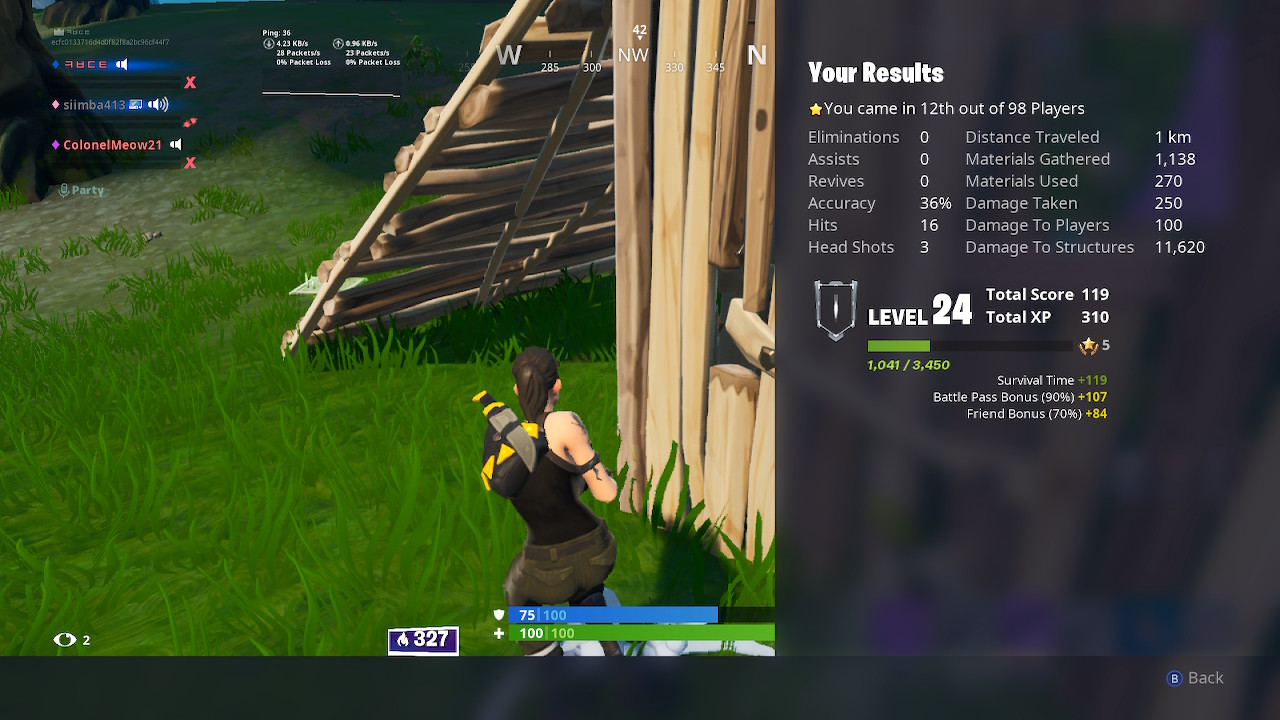 ecfc0133716d4d0f82f8a2bc96cf44f7
siimba413
ColonelMeow21
Party
Ping: 36
4.23 KB/s 0.96 KB/s
28 Packets/s 23 Packets/s
0% Packet Loss 0% Packet Loss
42
W 285 300 NW 330 345 N
327
75 100
100 100
2
Your Results
You came in 12th out of 98 Players
Eliminations 0 Distance Traveled 1 km
Assists 0 Materials Gathered 1,138
Revives 0 Materials Used 270
Accuracy 36% Damage Taken 250
Hits 16 Damage To Players 100
Head Shots 3 Damage To Structures 11,620
LEVEL 24 Total Score 119
Total XP 310
5
1,041 / 3,450
Survival Time +119
Battle Pass Bonus (90%) +107
Friend Bonus (70%) +84
B Back